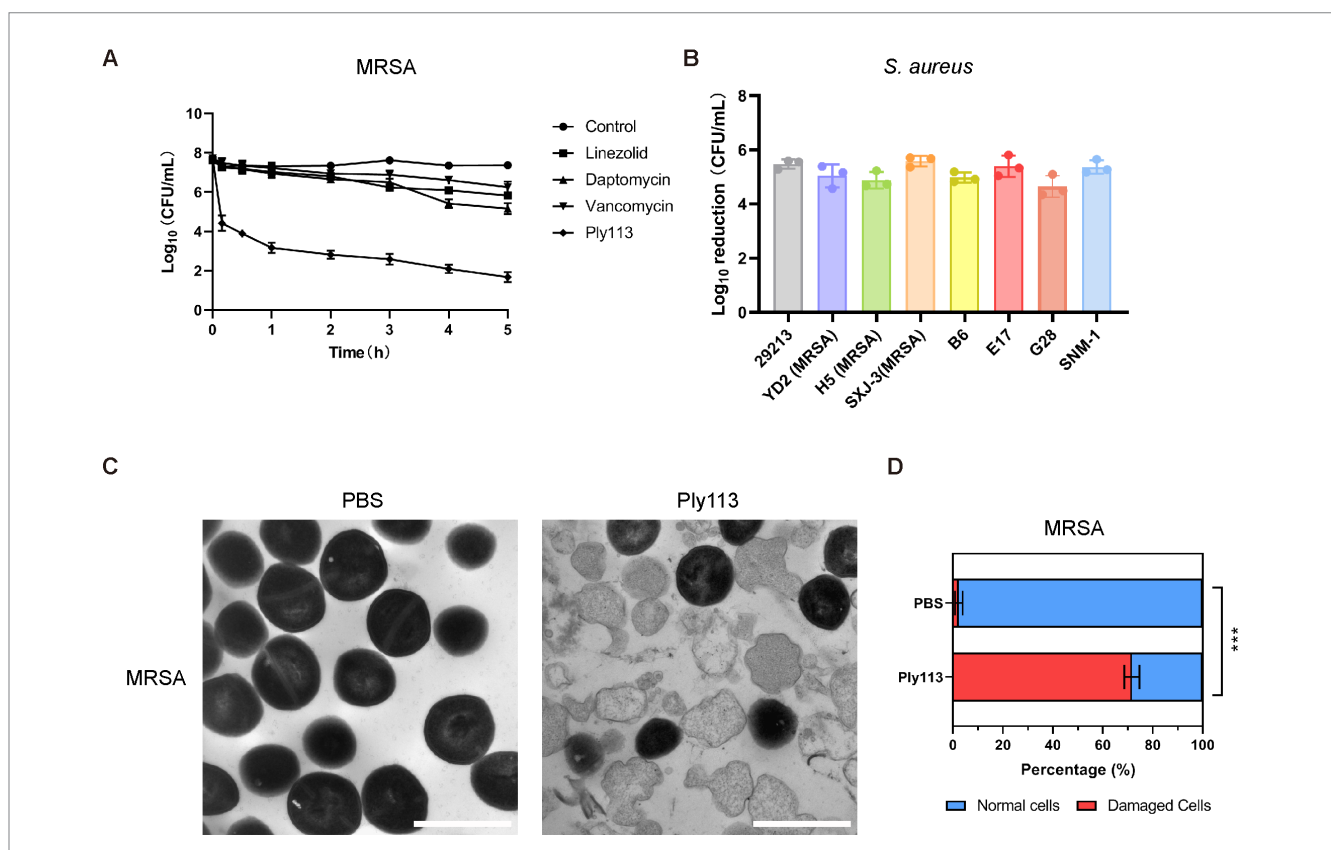 A
MRSA
Log10 (CFU/mL)
10
8
6
4
2
0
0
1
2
3
4
5
Time(h)
Control
Linezolid
Daptomycin
Vancomycin
Ply113
B
S. aureus
Log10 reduction (CFU/mL)
8
6
4
2
0
29213
YD2 (MRSA)
H5 (MRSA)
SXJ-3(MRSA)
B6
E17
G28
SNM-1
C
PBS
Ply113
MRSA
D
MRSA
PBS
Ply113
***
0
20
40
60
80
100
Percentage (%)
Normal cells
Damaged Cells